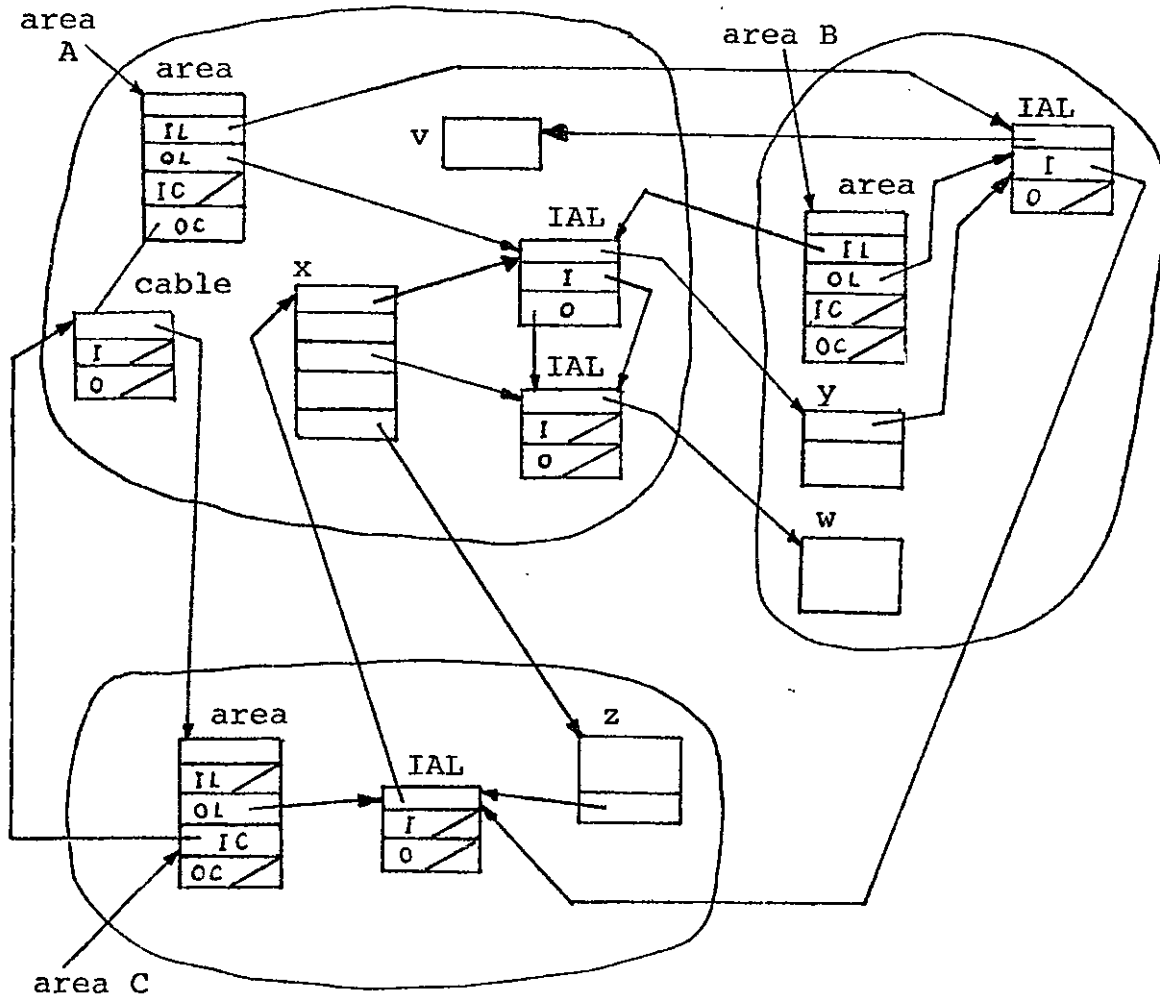 area
A
area
IL
OL
IC
OC
area B
IAL
I
O
v
area
IL
OL
IC
OC
IAL
I
O
x
cable
I
O
IAL
I
O
y
w
area
IL
OL
IC
OC
IAL
I
O
z
area C